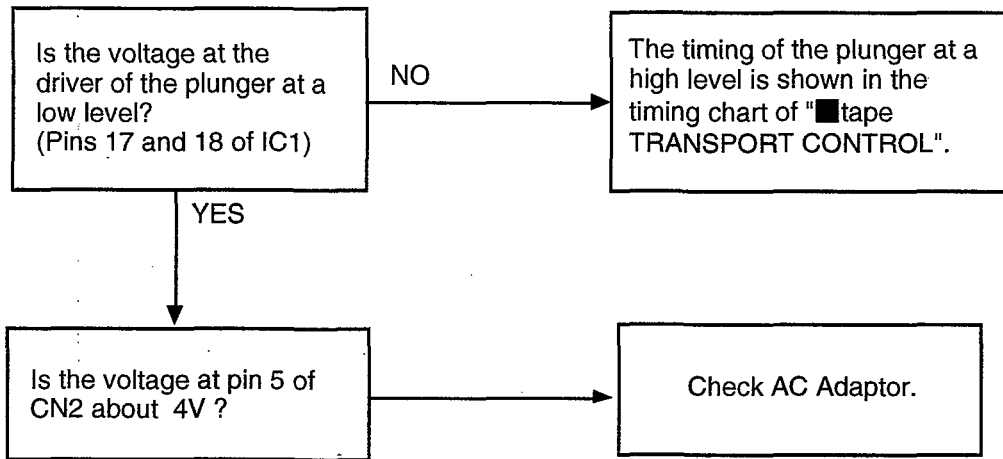 Is the voltage at the
driver of the plunger at a
low level?
(Pins 17 and 18 of IC1)
NO
The timing of the plunger at a
high level is shown in the
timing chart of "■tape
TRANSPORT CONTROL".
YES
Is the voltage at pin 5 of
CN2 about 4V ?
Check AC Adaptor.